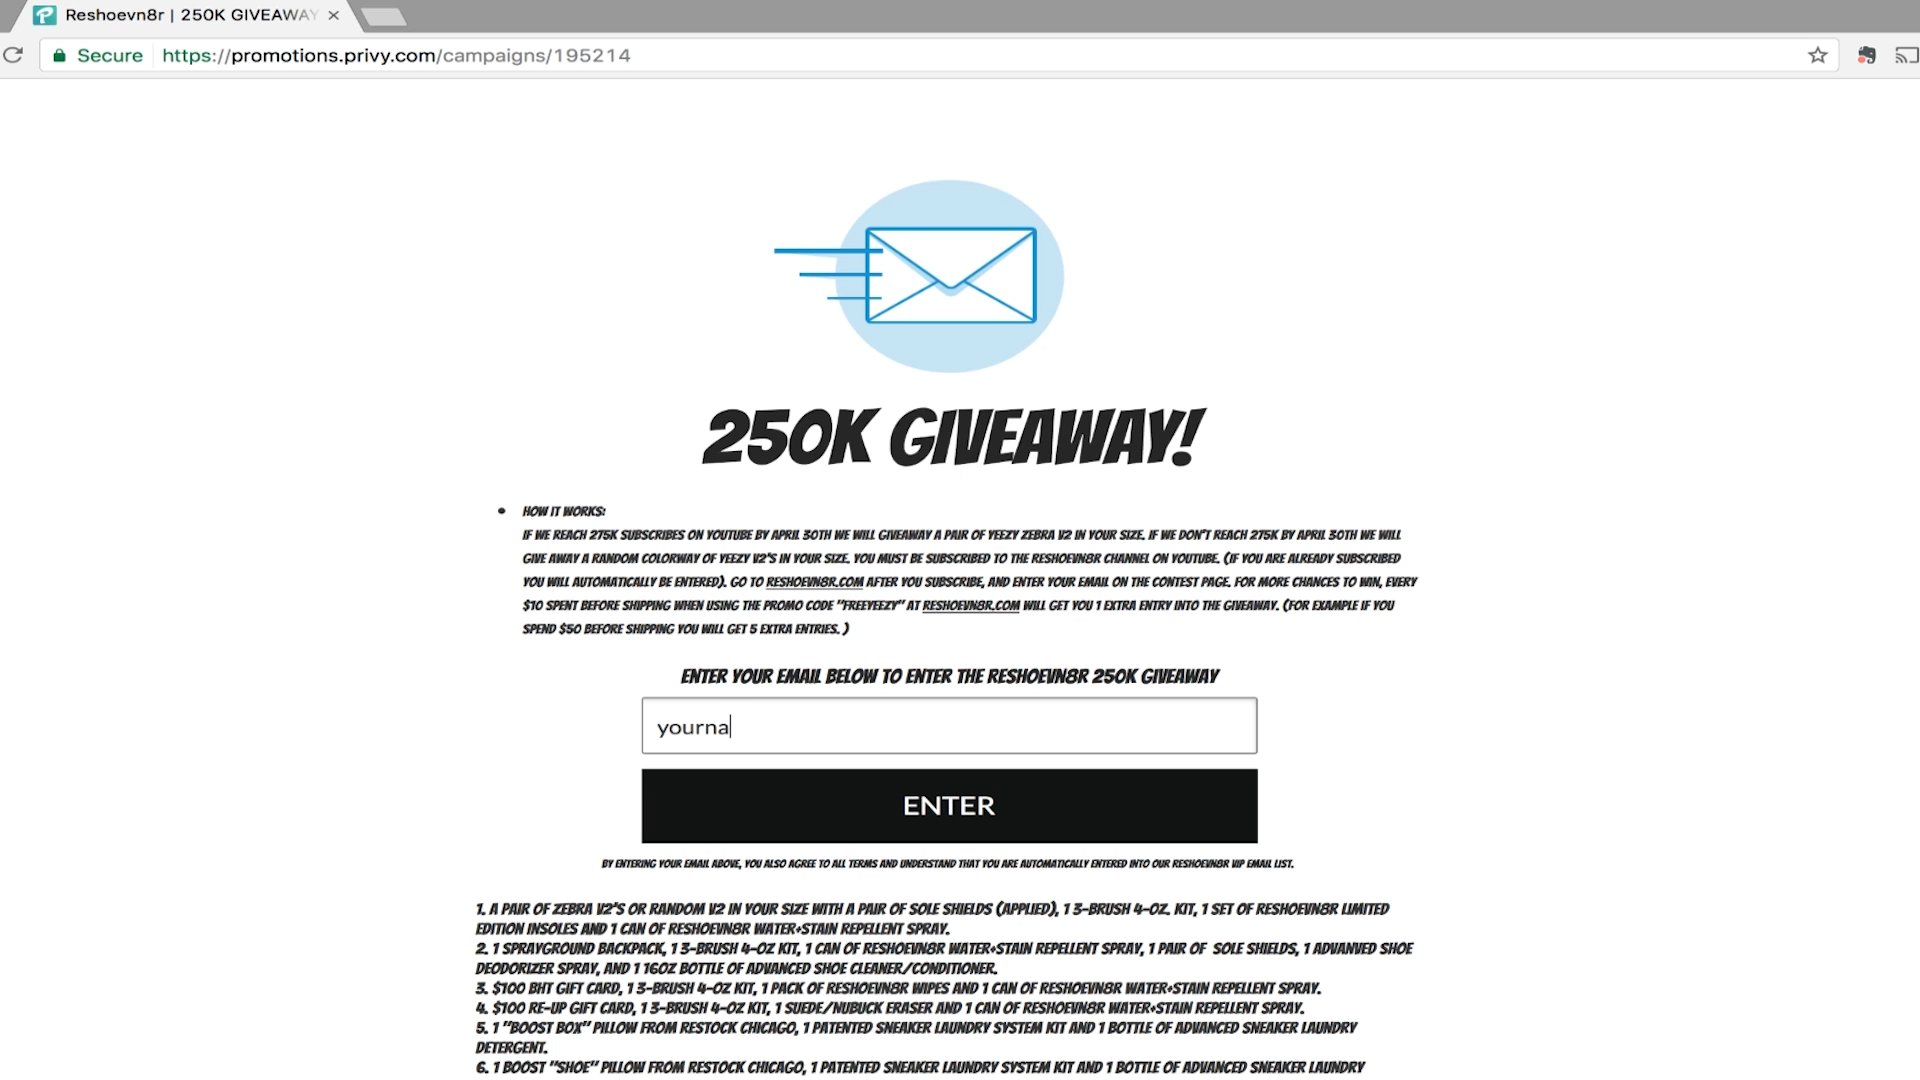 Reshoevn8r | 250K GIVEAWAY
Secure https://promotions.privy.com/campaigns/195214
250K GIVEAWAY!
• HOW IT WORKS:
IF WE REACH 275K SUBSCRIBES ON YOUTUBE BY APRIL 30TH WE WILL GIVEAWAY A PAIR OF YEEZY ZEBRA V2 IN YOUR SIZE. IF WE DON'T REACH 275K BY APRIL 30TH WE WILL
GIVE AWAY A RANDOM COLORWAY OF YEEZY V2'S IN YOUR SIZE. YOU MUST BE SUBSCRIBED TO THE RESHOEVN8R CHANNEL ON YOUTUBE. (IF YOU ARE ALREADY SUBSCRIBED
YOU WILL AUTOMATICALLY BE ENTERED). GO TO RESHOEVN8R.COM AFTER YOU SUBSCRIBE, AND ENTER YOUR EMAIL ON THE CONTEST PAGE. FOR MORE CHANCES TO WIN, EVERY
$10 SPENT BEFORE SHIPPING WHEN USING THE PROMO CODE "FREEYEEZY" AT RESHOEVN8R.COM WILL GET YOU 1 EXTRA ENTRY INTO THE GIVEAWAY. (FOR EXAMPLE IF YOU
SPEND $50 BEFORE SHIPPING YOU WILL GET 5 EXTRA ENTRIES. )
ENTER YOUR EMAIL BELOW TO ENTER THE RESHOEVN8R 250K GIVEAWAY
yourna
ENTER
BY ENTERING YOUR EMAIL ABOVE, YOU ALSO AGREE TO ALL TERMS AND UNDERSTAND THAT YOU ARE AUTOMATICALLY ENTERED INTO OUR RESHOEVN8R VIP EMAIL LIST.
1. A PAIR OF ZEBRA V2'S OR RANDOM V2 IN YOUR SIZE WITH A PAIR OF SOLE SHIELDS (APPLIED), 1 3-BRUSH 4-OZ. KIT, 1 SET OF RESHOEVN8R LIMITED
EDITION INSOLES AND 1 CAN OF RESHOEVN8R WATER+STAIN REPELLENT SPRAY.
2. 1 SPRAYGROUND BACKPACK, 1 3-BRUSH 4-OZ KIT, 1 CAN OF RESHOEVN8R WATER+STAIN REPELLENT SPRAY, 1 PAIR OF SOLE SHIELDS, 1 ADVANVED SHOE
DEODORIZER SPRAY, AND 1 16OZ BOTTLE OF ADVANCED SHOE CLEANER/CONDITIONER.
3. $100 BHT GIFT CARD, 1 3-BRUSH 4-OZ KIT, 1 PACK OF RESHOEVN8R WIPES AND 1 CAN OF RESHOEVN8R WATER+STAIN REPELLENT SPRAY.
4. $100 RE-UP GIFT CARD, 1 3-BRUSH 4-OZ KIT, 1 SUEDE/NUBUCK ERASER AND 1 CAN OF RESHOEVN8R WATER+STAIN REPELLENT SPRAY.
5. 1 "BOOST BOX" PILLOW FROM RESTOCK CHICAGO, 1 PATENTED SNEAKER LAUNDRY SYSTEM KIT AND 1 BOTTLE OF ADVANCED SNEAKER LAUNDRY
DETERGENT.
6. 1 BOOST "SHOE" PILLOW FROM RESTOCK CHICAGO, 1 PATENTED SNEAKER LAUNDRY SYSTEM KIT AND 1 BOTTLE OF ADVANCED SNEAKER LAUNDRY